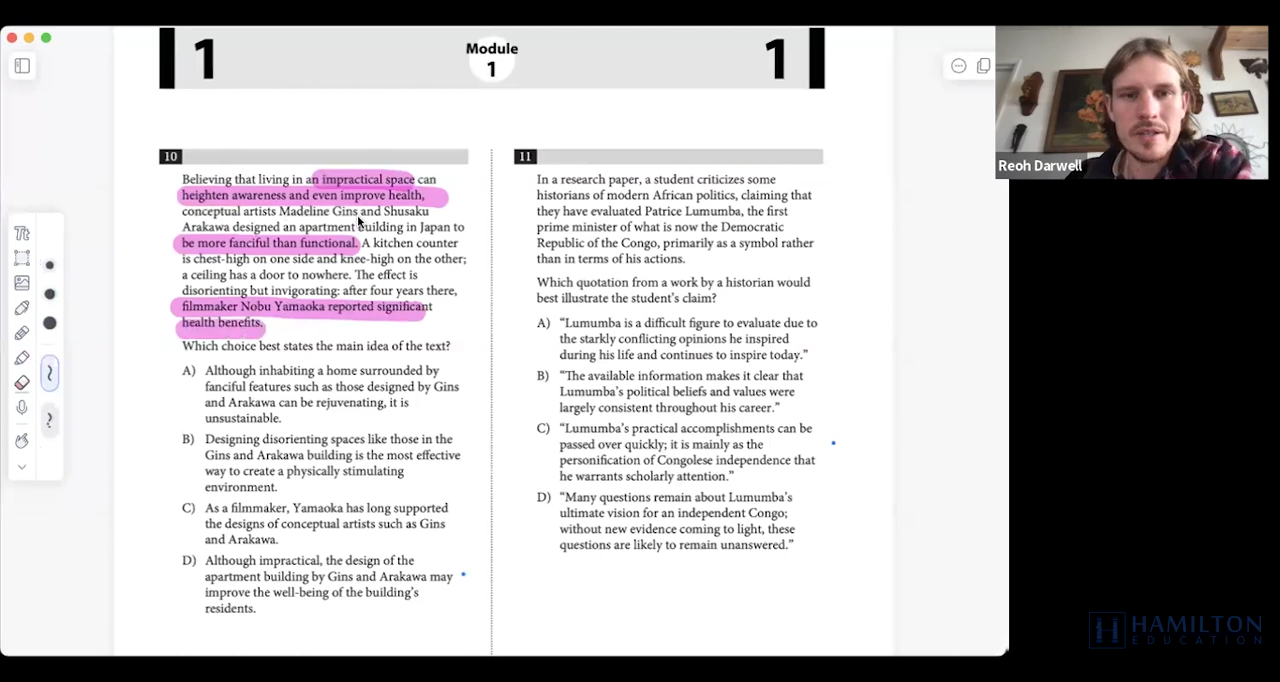 1
Module
1
1
Reoh Darwell
10
Believing that living in an impractical space can
heighten awareness and even improve health,
conceptual artists Madeline Gins and Shusaku
Arakawa designed an apartment building in Japan to
be more fanciful than functional. A kitchen counter
is chest-high on one side and knee-high on the other;
a ceiling has a door to nowhere. The effect is
disorienting but invigorating: after four years there,
filmmaker Nobu Yamaoka reported significant
health benefits.
Which choice best states the main idea of the text?
A) Although inhabiting a home surrounded by
fanciful features such as those designed by Gins
and Arakawa can be rejuvenating, it is
unsustainable.
B) Designing disorienting spaces like those in the
Gins and Arakawa building is the most effective
way to create a physically stimulating
environment.
C) As a filmmaker, Yamaoka has long supported
the designs of conceptual artists such as Gins
and Arakawa.
D) Although impractical, the design of the
apartment building by Gins and Arakawa may
improve the well-being of the building's
residents.
11
In a research paper, a student criticizes some
historians of modern African politics, claiming that
they have evaluated Patrice Lumumba, the first
prime minister of what is now the Democratic
Republic of the Congo, primarily as a symbol rather
than in terms of his actions.
Which quotation from a work by a historian would
best illustrate the student's claim?
A) "Lumumba is a difficult figure to evaluate due to
the starkly conflicting opinions he inspired
during his life and continues to inspire today."
B) "The available information makes it clear that
Lumumba's political beliefs and values were
largely consistent throughout his career."
C) "Lumumba's practical accomplishments can be
passed over quickly; it is mainly as the
personification of Congolese independence that
he warrants scholarly attention."
D) "Many questions remain about Lumumba's
ultimate vision for an independent Congo;
without new evidence coming to light, these
questions are likely to remain unanswered."
Tt
HAMILTON
EDUCATION